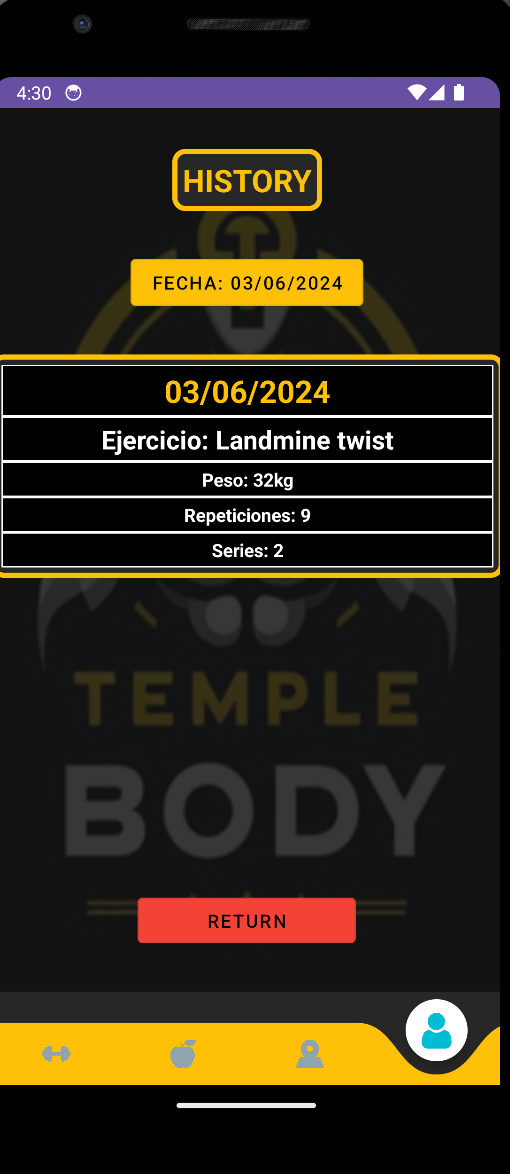 4:30
HISTORY
FECHA: 03/06/2024
03/06/2024
Ejercicio: Landmine twist
Peso: 32kg
Repeticiones: 9
Series: 2
TEMPLE
BODY
RETURN